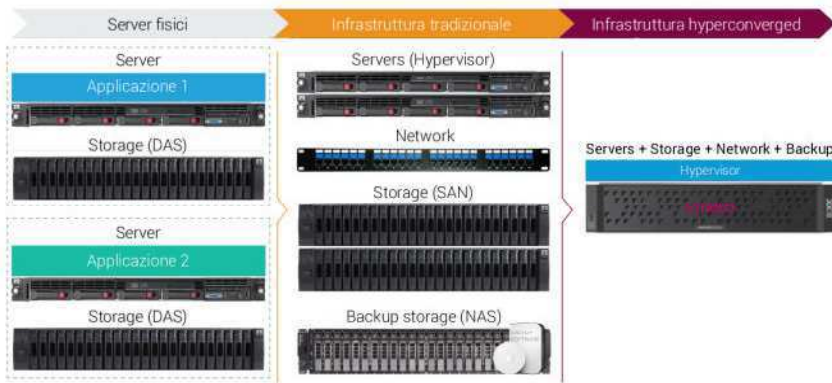 Server fisici
Infrastruttura tradizionale
Infrastruttura hyperconverged
Server
Applicazione 1
Storage (DAS)
Server
Applicazione 2
Storage (DAS)
Servers (Hypervisor)
Network
Storage (SAN)
Backup storage (NAS)
Servers + Storage + Network + Backup
Hypervisor